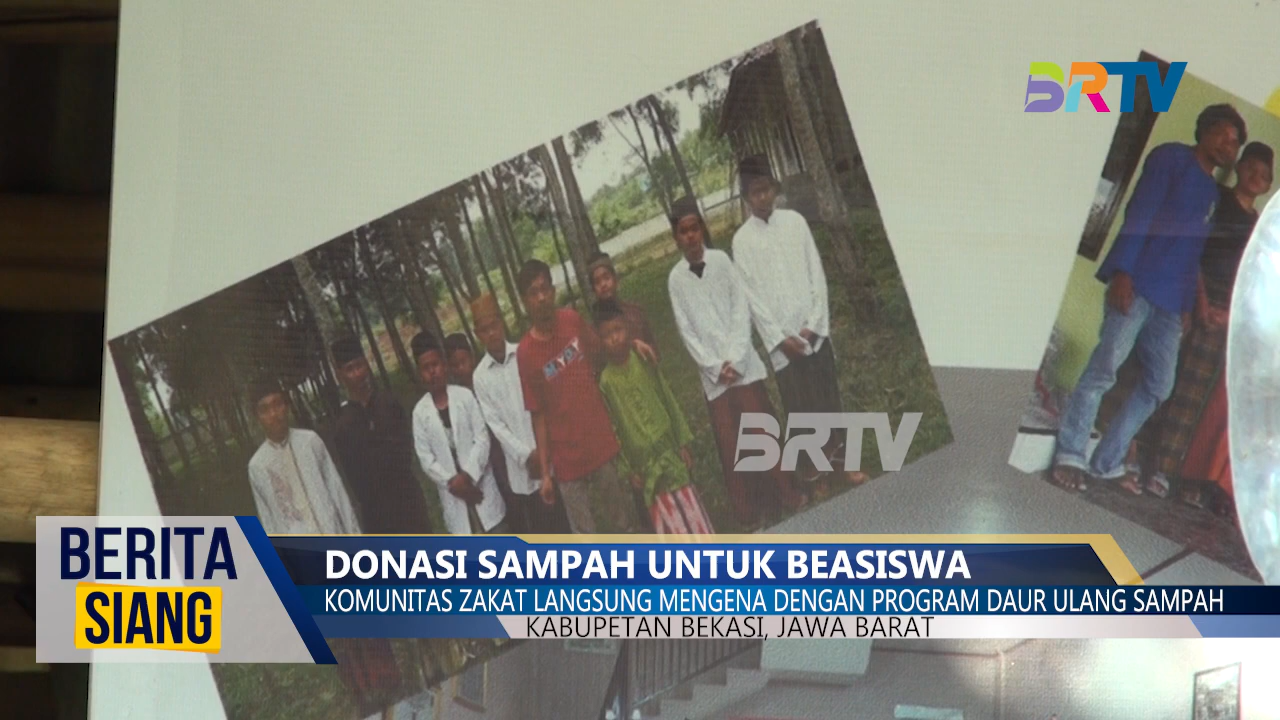 BRTV
MYAY
BRTV
BERITA
SIANG
DONASI SAMPAH UNTUK BEASISWA
KOMUNITAS ZAKAT LANGSUNG MENGENA DENGAN PROGRAM DAUR ULANG SAMPAH
KABUPETAN BEKASI, JAWA BARAT